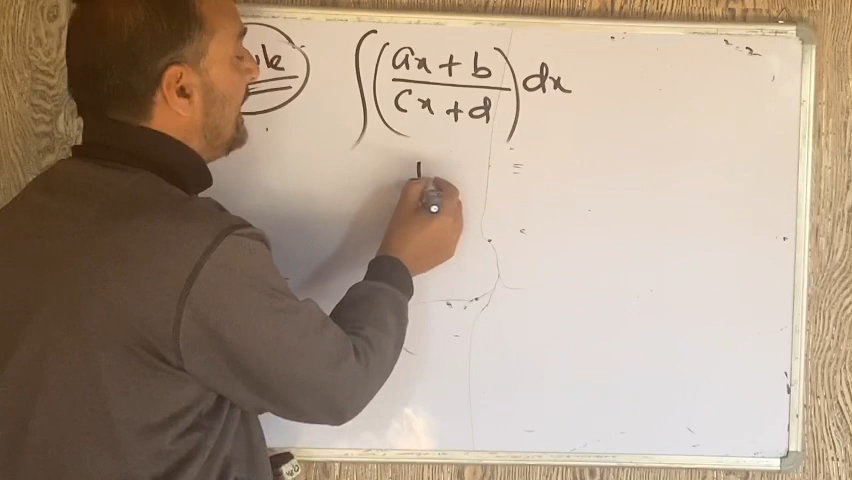 ∫(ax + b / cx + d) dx